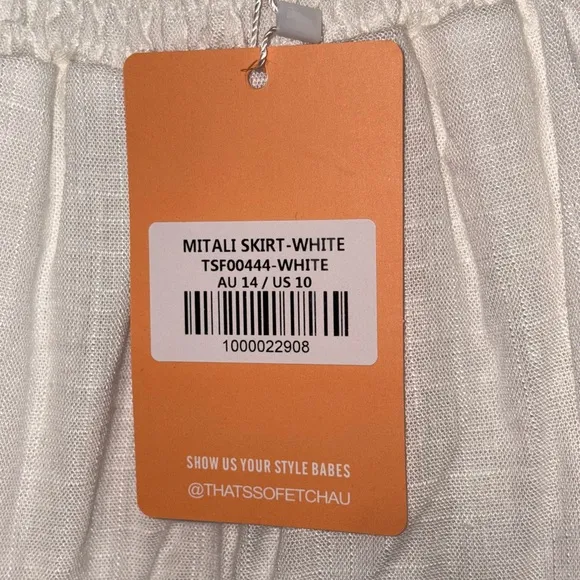 MITALI SKIRT-WHITE
TSF00444-WHITE
AU 14 / US 10
1000022908
SHOW US YOUR STYLE BABES
@THATSSOFETCHAU